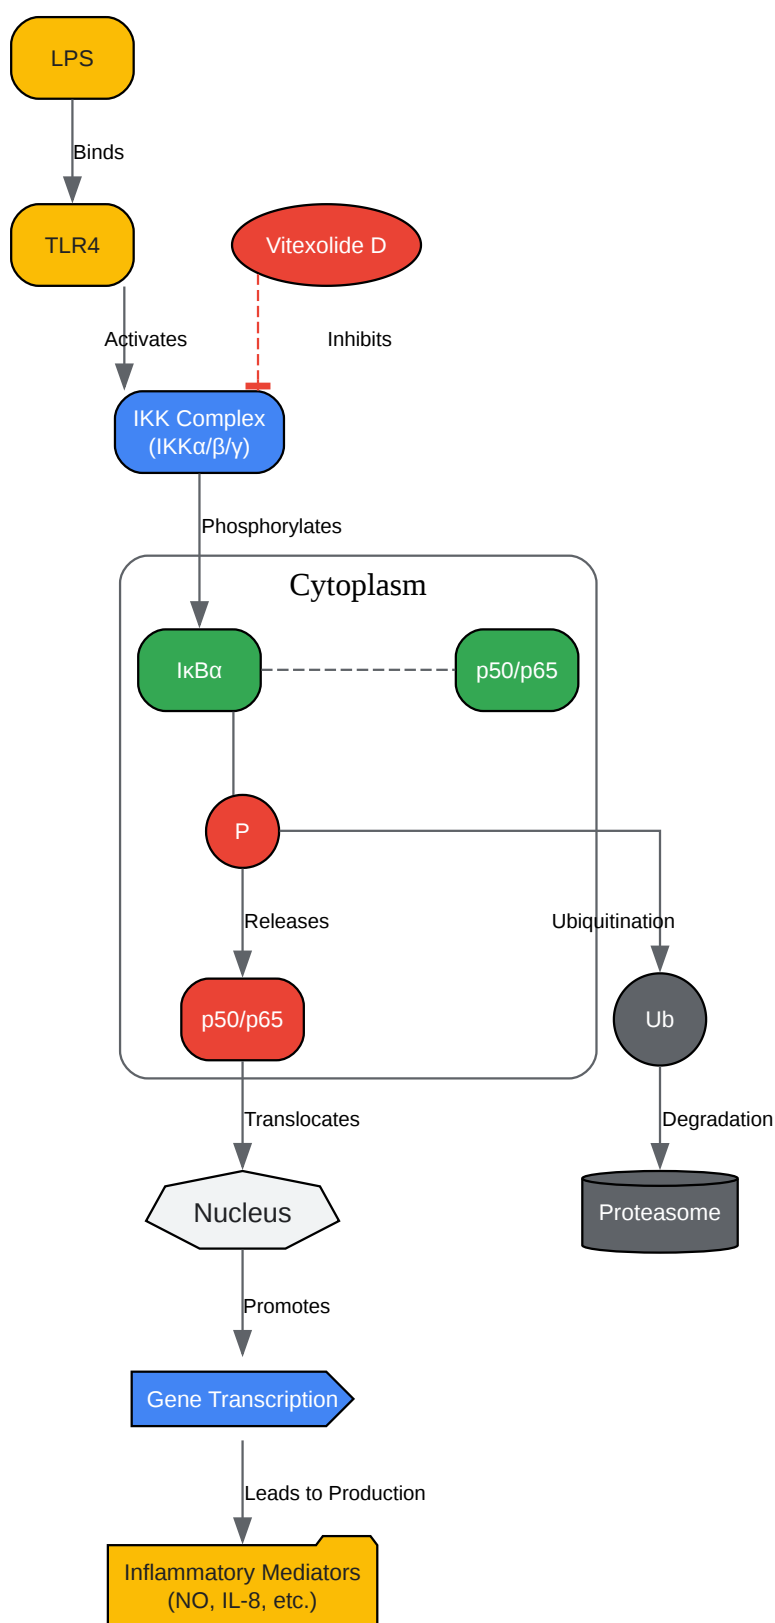 LPS
Binds
TLR4
Vitexolide D
Activates
Inhibits
IKK Complex
(IKKα/β/γ)
Phosphorylates
Cytoplasm
IκBα
p50/p65
P
Releases
Ubiquitination
p50/p65
Ub
Translocates
Degradation
Nucleus
Proteasome
Promotes
Gene Transcription
Leads to Production
Inflammatory Mediators
(NO, IL-8, etc.)